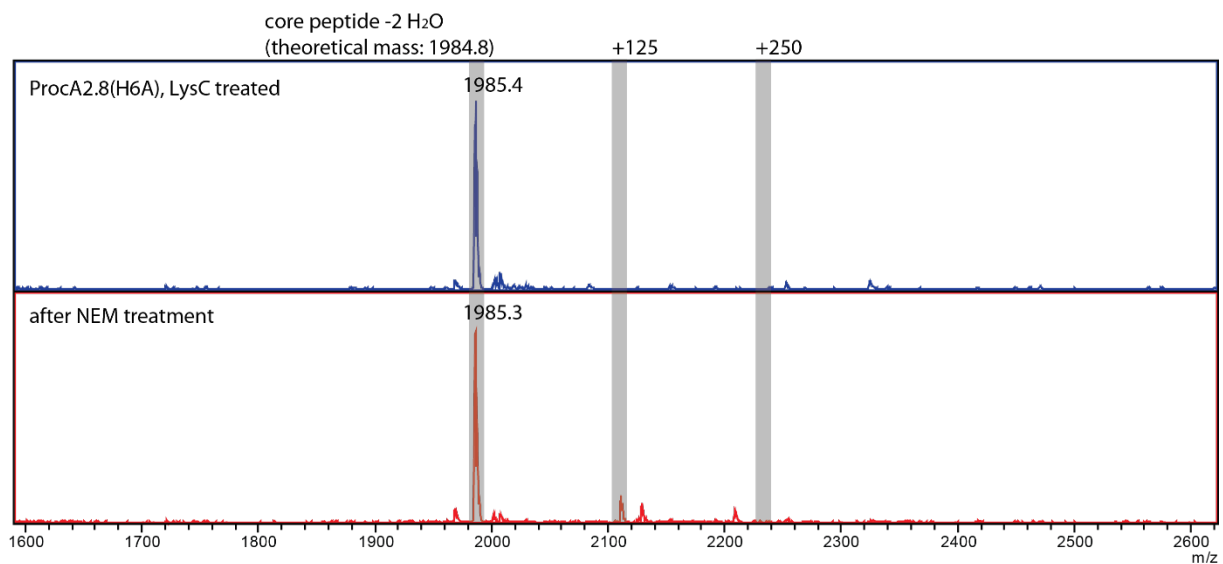 core peptide -2 H₂O
(theoretical mass: 1984.8) +125 +250
ProcA2.8(H6A), LysC treated 1985.4
after NEM treatment 1985.3
1600 1700 1800 1900 2000 2100 2200 2300 2400 2500 2600
m/z